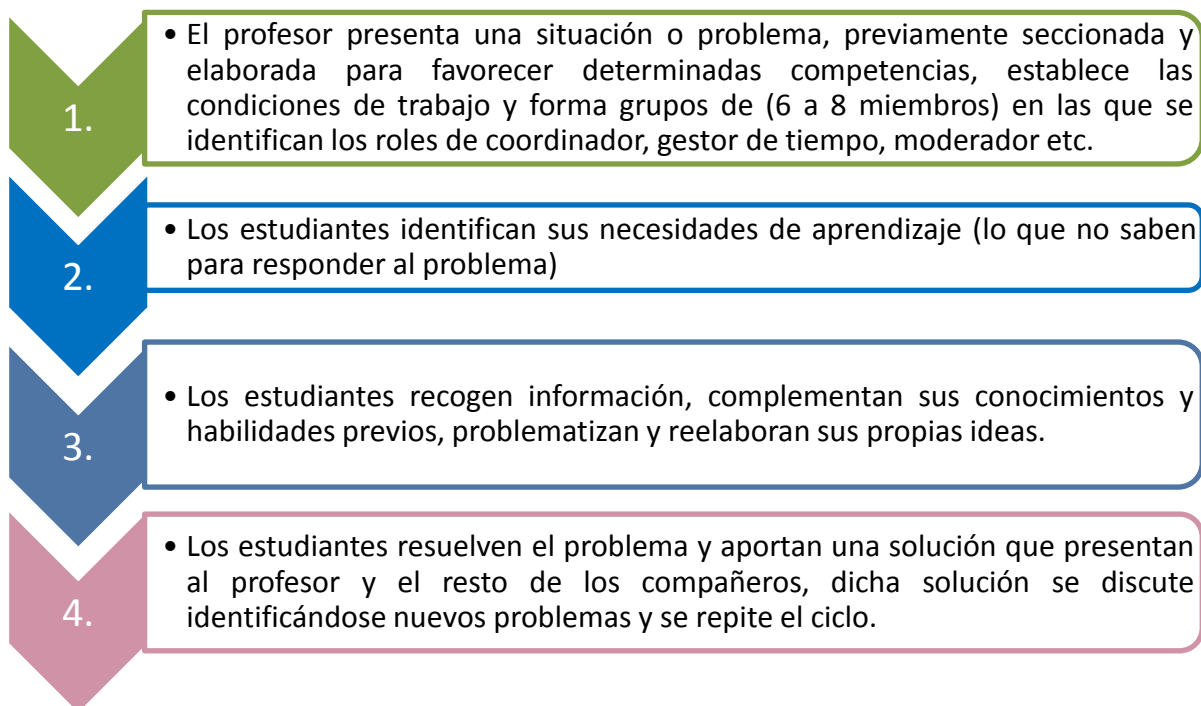 1.
• El profesor presenta una situación o problema, previamente seccionada y
elaborada para favorecer determinadas competencias, establece las
condiciones de trabajo y forma grupos de (6 a 8 miembros) en las que se
identifican los roles de coordinador, gestor de tiempo, moderador etc.
2.
• Los estudiantes identifican sus necesidades de aprendizaje (lo que no saben
para responder al problema)
3.
• Los estudiantes recogen información, complementan sus conocimientos y
habilidades previos, problematizan y reelaboran sus propias ideas.
4.
• Los estudiantes resuelven el problema y aportan una solución que presentan
al profesor y el resto de los compañeros, dicha solución se discute
identificándose nuevos problemas y se repite el ciclo.